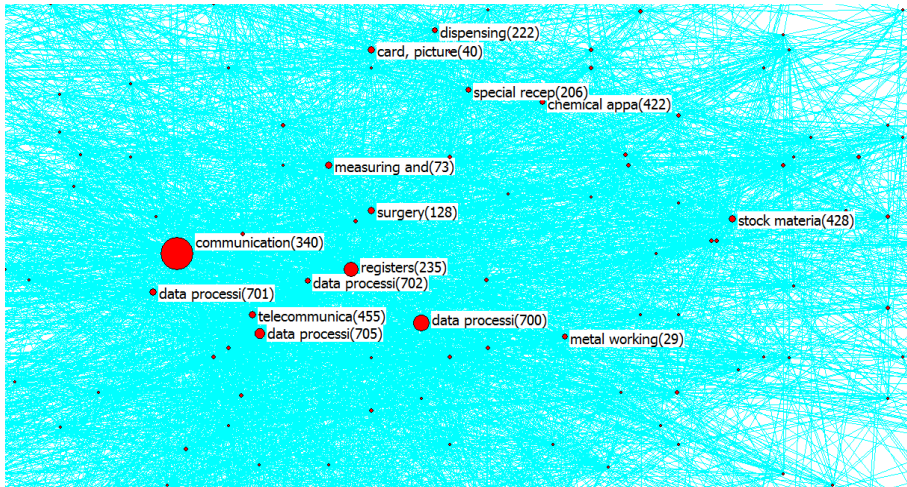 dispensing(222)
card, picture(40)
special recep(206)
chemical appa(422)
measuring and(73)
surgery(128)
stock materia(428)
communication(340)
registers(235)
data processi(702)
data processi(701)
telecommunica(455)
data processi(700)
data processi(705)
metal working(29)